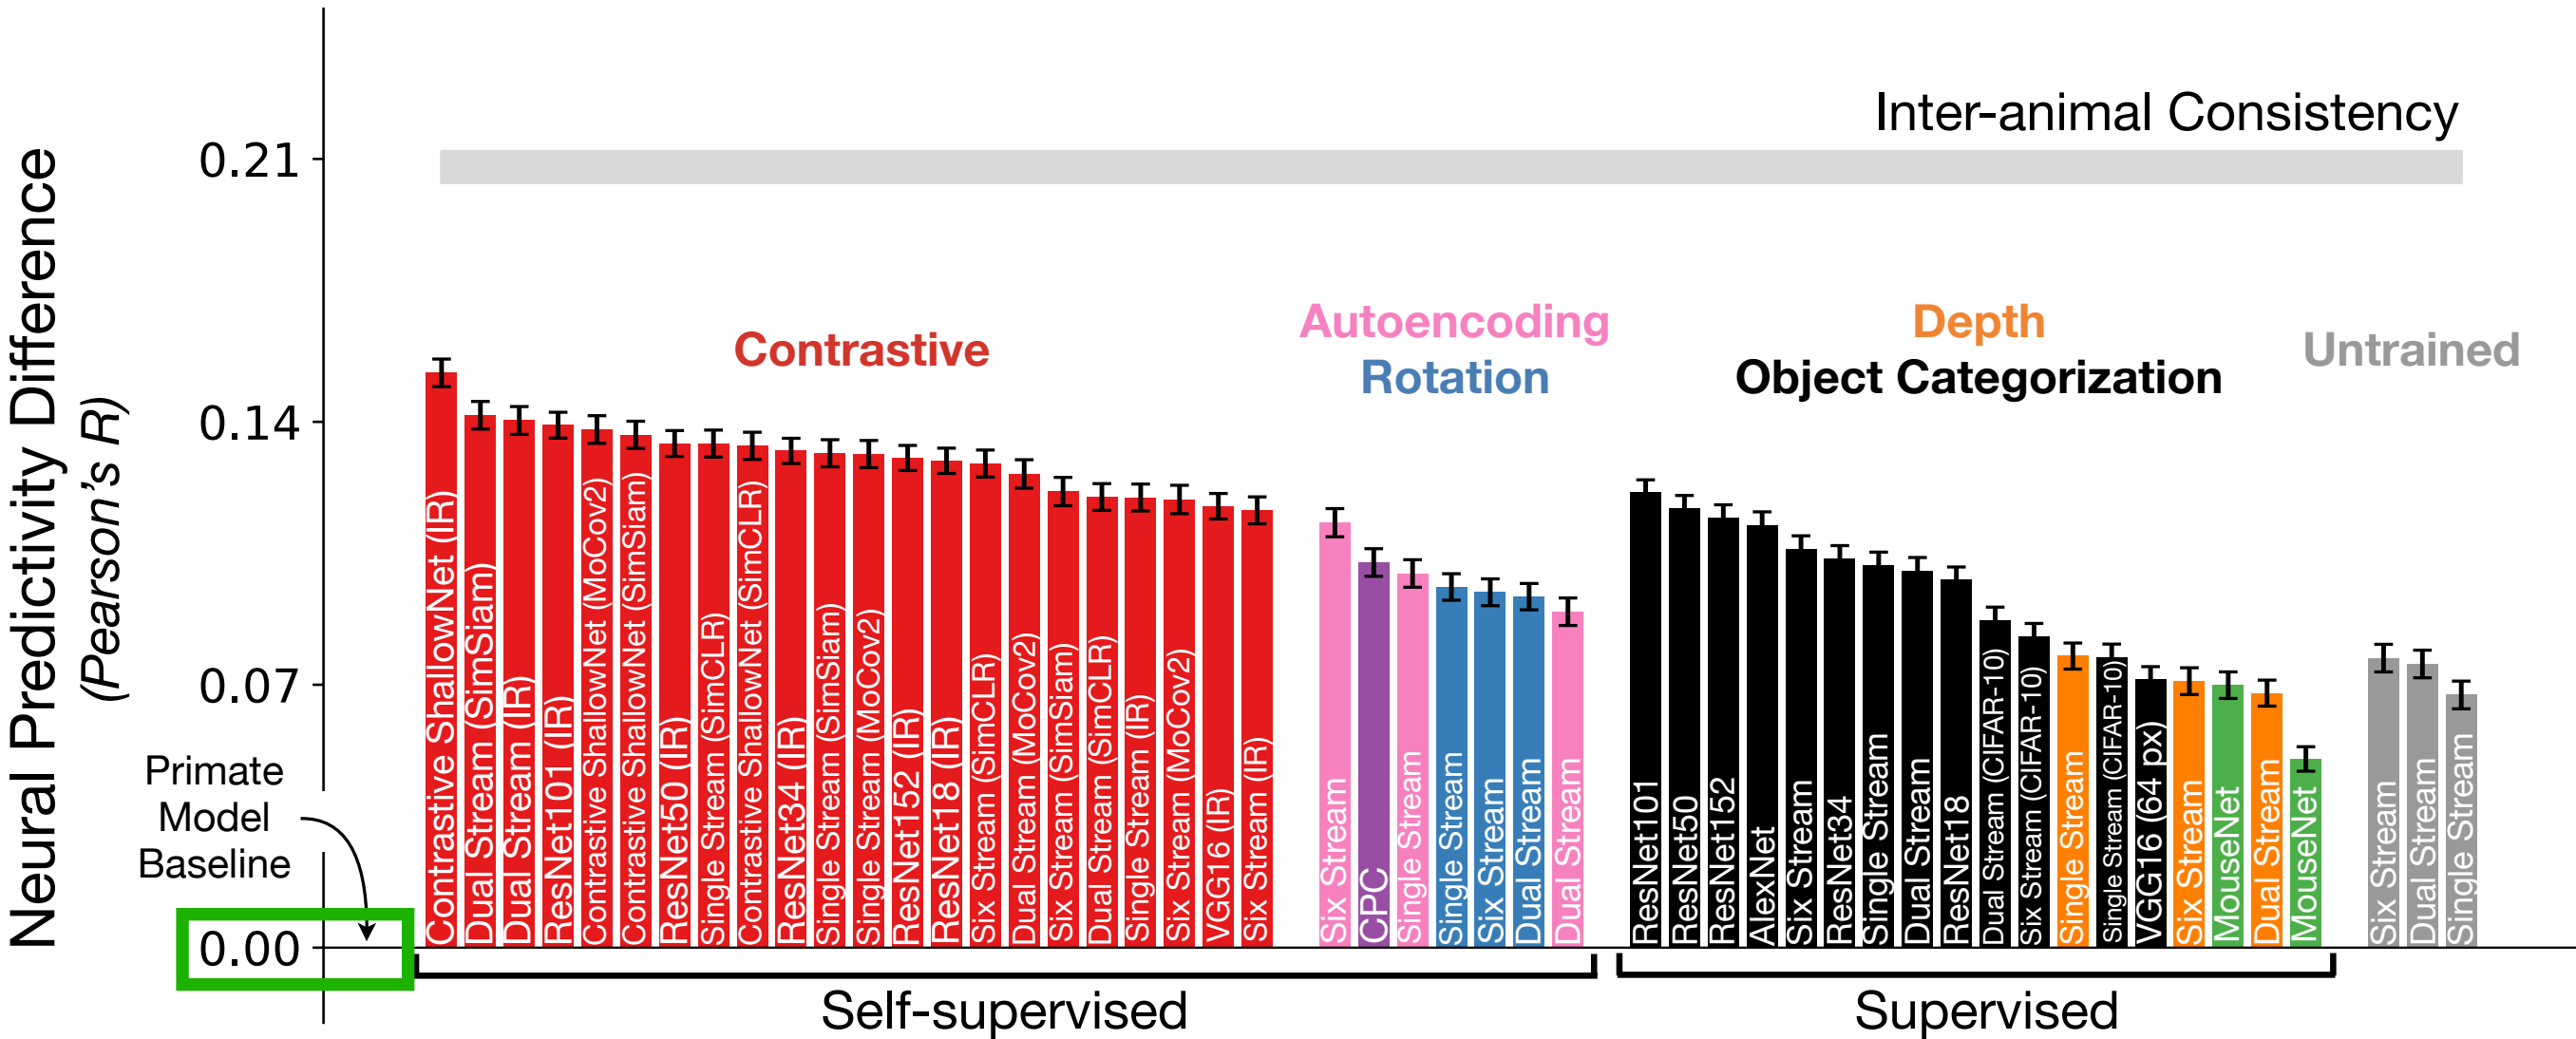 Neural Predictivity Difference
(Pearson's R)
0.21
0.14
0.07
0.00
Primate
Model
Baseline
Inter-animal Consistency
Contrastive
Autoencoding
Rotation
Depth
Object Categorization
Untrained
Contrastive ShallowNet (IR)
Dual Stream (SimSiam)
Dual Stream (IR)
ResNet101 (IR)
Contrastive ShallowNet (MoCov2)
Contrastive ShallowNet (SimSiam)
ResNet50 (IR)
Single Stream (SimCLR)
Contrastive ShallowNet (SimCLR)
ResNet34 (IR)
Single Stream (SimSiam)
Single Stream (MoCov2)
ResNet152 (IR)
ResNet18 (IR)
Six Stream (SimCLR)
Dual Stream (MoCov2)
Six Stream (SimSiam)
Dual Stream (SimCLR)
Single Stream (IR)
Six Stream (MoCov2)
VGG16 (IR)
Six Stream (IR)
Six Stream
CPC
Single Stream
Single Stream
Six Stream
Dual Stream
Dual Stream
ResNet101
ResNet50
ResNet152
AlexNet
Six Stream
ResNet34
Single Stream
Dual Stream
ResNet18
Dual Stream (CIFAR-10)
Six Stream (CIFAR-10)
Single Stream
Single Stream (CIFAR-10)
VGG16 (64 px)
Six Stream
MouseNet
Dual Stream
MouseNet
Six Stream
Dual Stream
Single Stream
Self-supervised
Supervised